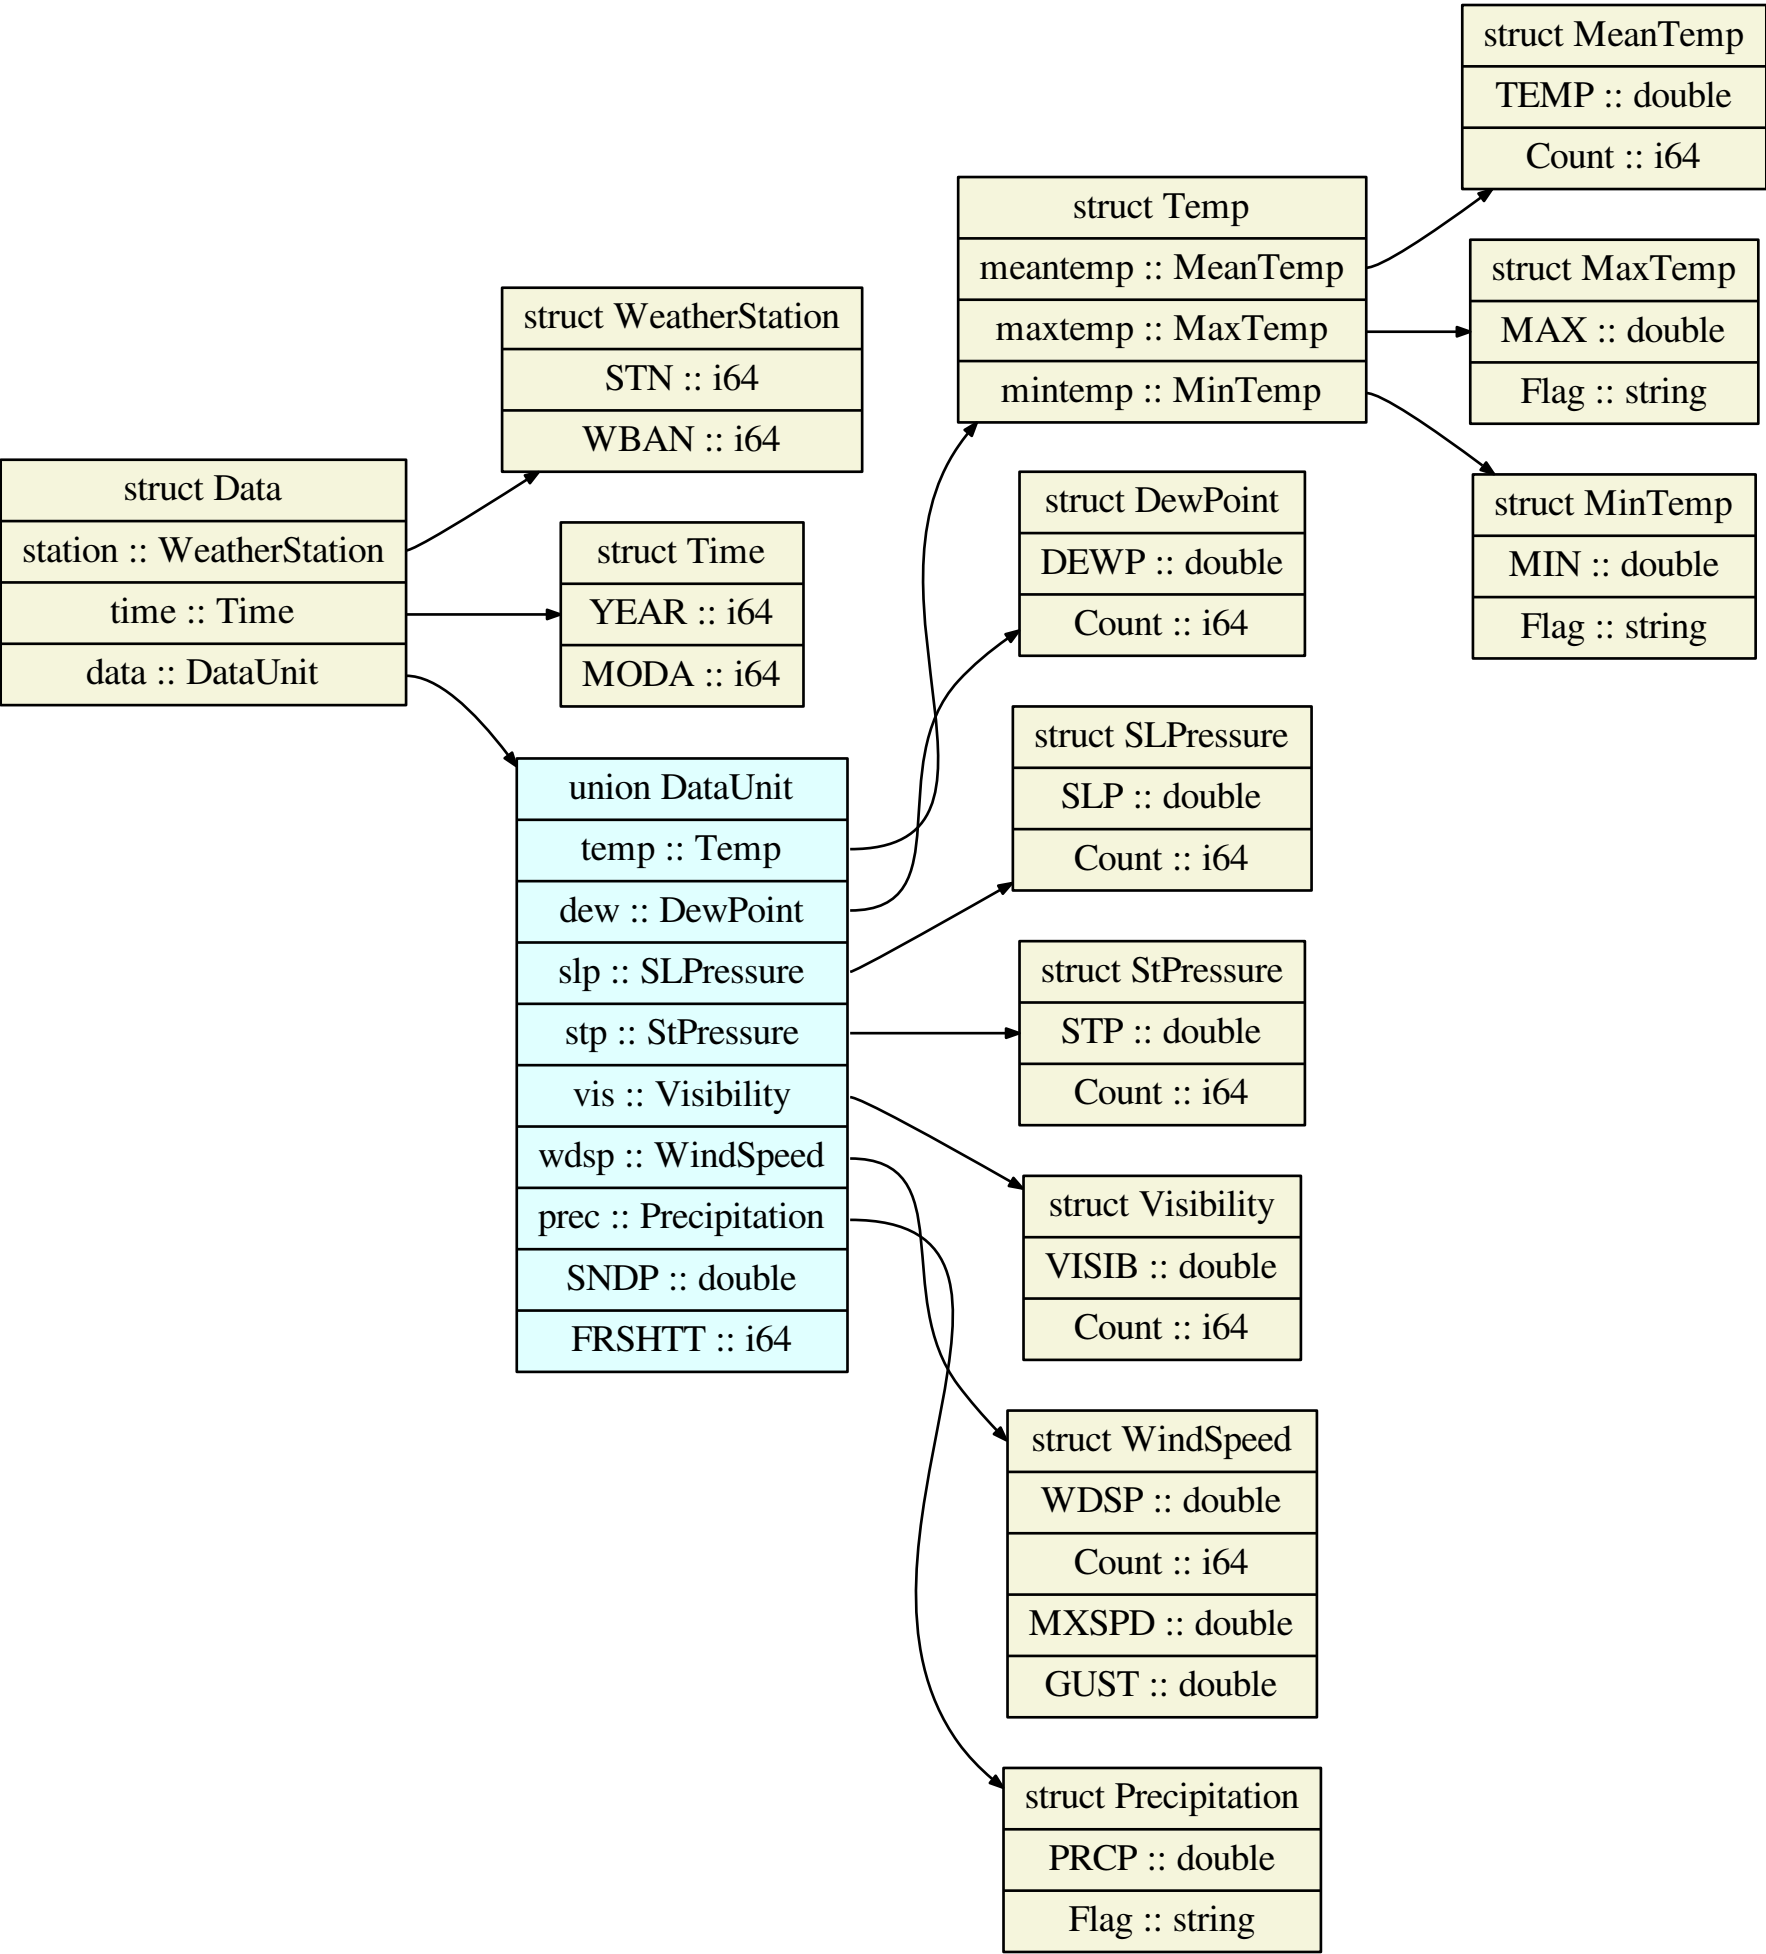 struct Data
station :: WeatherStation
time :: Time
data :: DataUnit
struct WeatherStation
STN :: i64
WBAN :: i64
struct Time
YEAR :: i64
MODA :: i64
union DataUnit
temp :: Temp
dew :: DewPoint
slp :: SLPressure
stp :: StPressure
vis :: Visibility
wdsp :: WindSpeed
prec :: Precipitation
SNDP :: double
FRSHTT :: i64
struct Temp
meantemp :: MeanTemp
maxtemp :: MaxTemp
mintemp :: MinTemp
struct DewPoint
DEWP :: double
Count :: i64
struct SLPressure
SLP :: double
Count :: i64
struct StPressure
STP :: double
Count :: i64
struct Visibility
VISIB :: double
Count :: i64
struct WindSpeed
WDSP :: double
Count :: i64
MXSPD :: double
GUST :: double
struct Precipitation
PRCP :: double
Flag :: string
struct MeanTemp
TEMP :: double
Count :: i64
struct MaxTemp
MAX :: double
Flag :: string
struct MinTemp
MIN :: double
Flag :: string